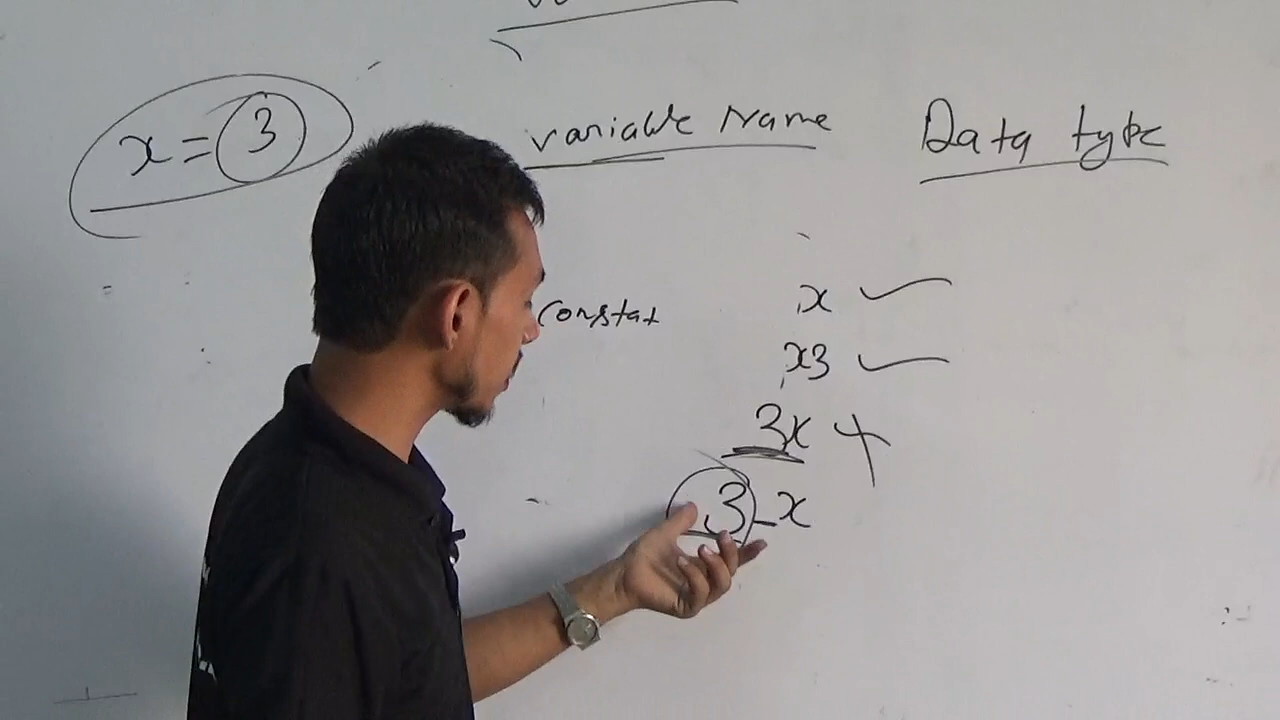 x = 3
variable Name
Data type
constat
x ✓
x3 ✓
3x ✗
3_x